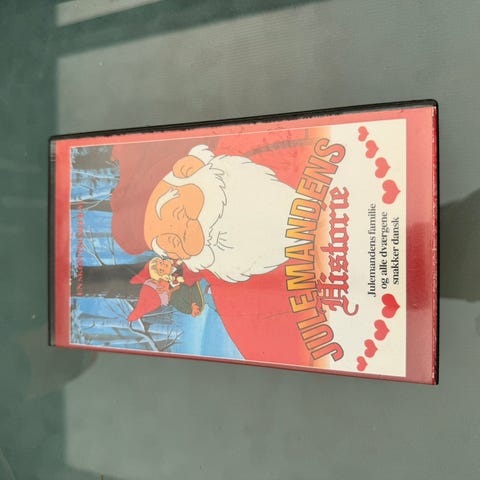 JULEMANDENS
Historie
Julemandens familie
og alle dværgene
snakker dansk